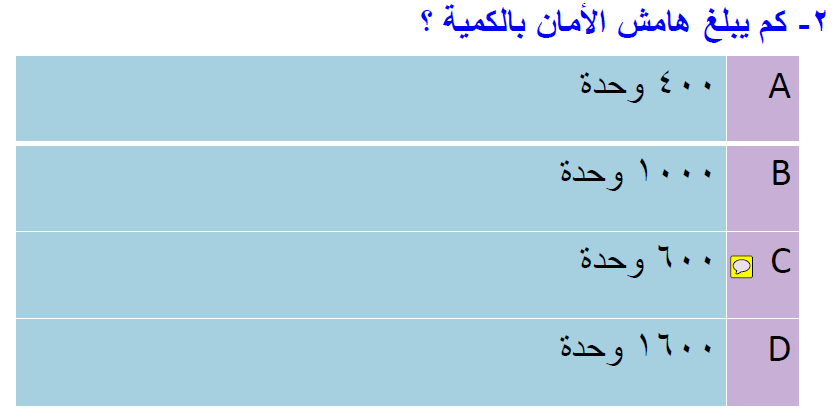 ٢- كم يبلغ هامش الأمان بالكمية ؟
A ٤٠٠ وحدة
B ١٠٠٠ وحدة
C ٦٠٠ وحدة
D ١٦٠٠ وحدة